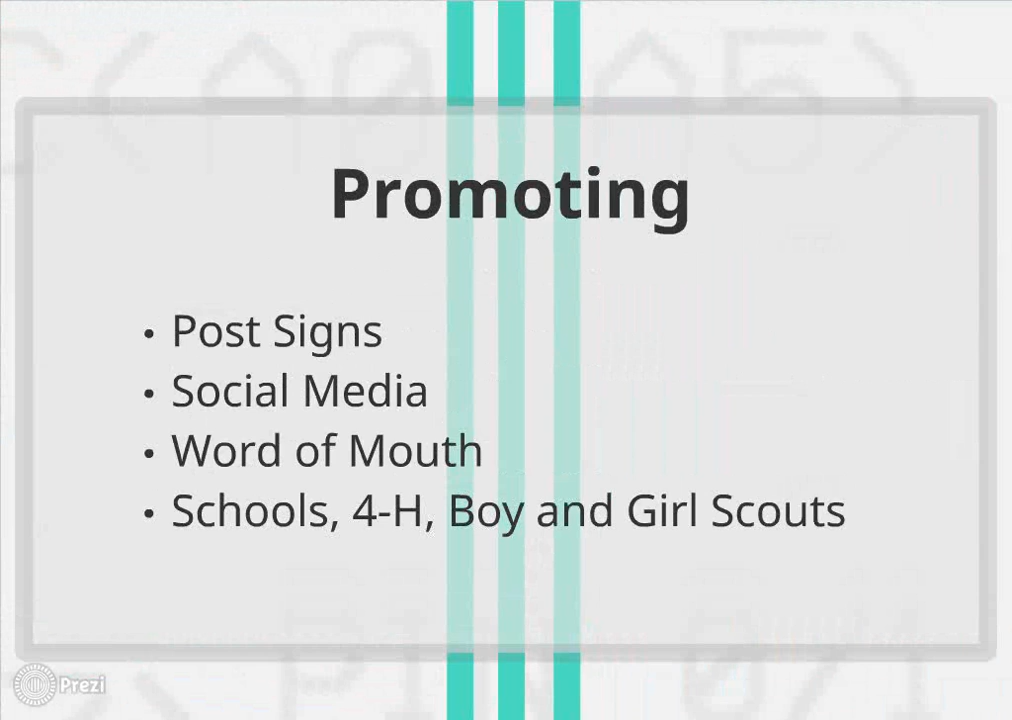 Promoting
• Post Signs
• Social Media
• Word of Mouth
• Schools, 4-H, Boy and Girl Scouts
Prezi